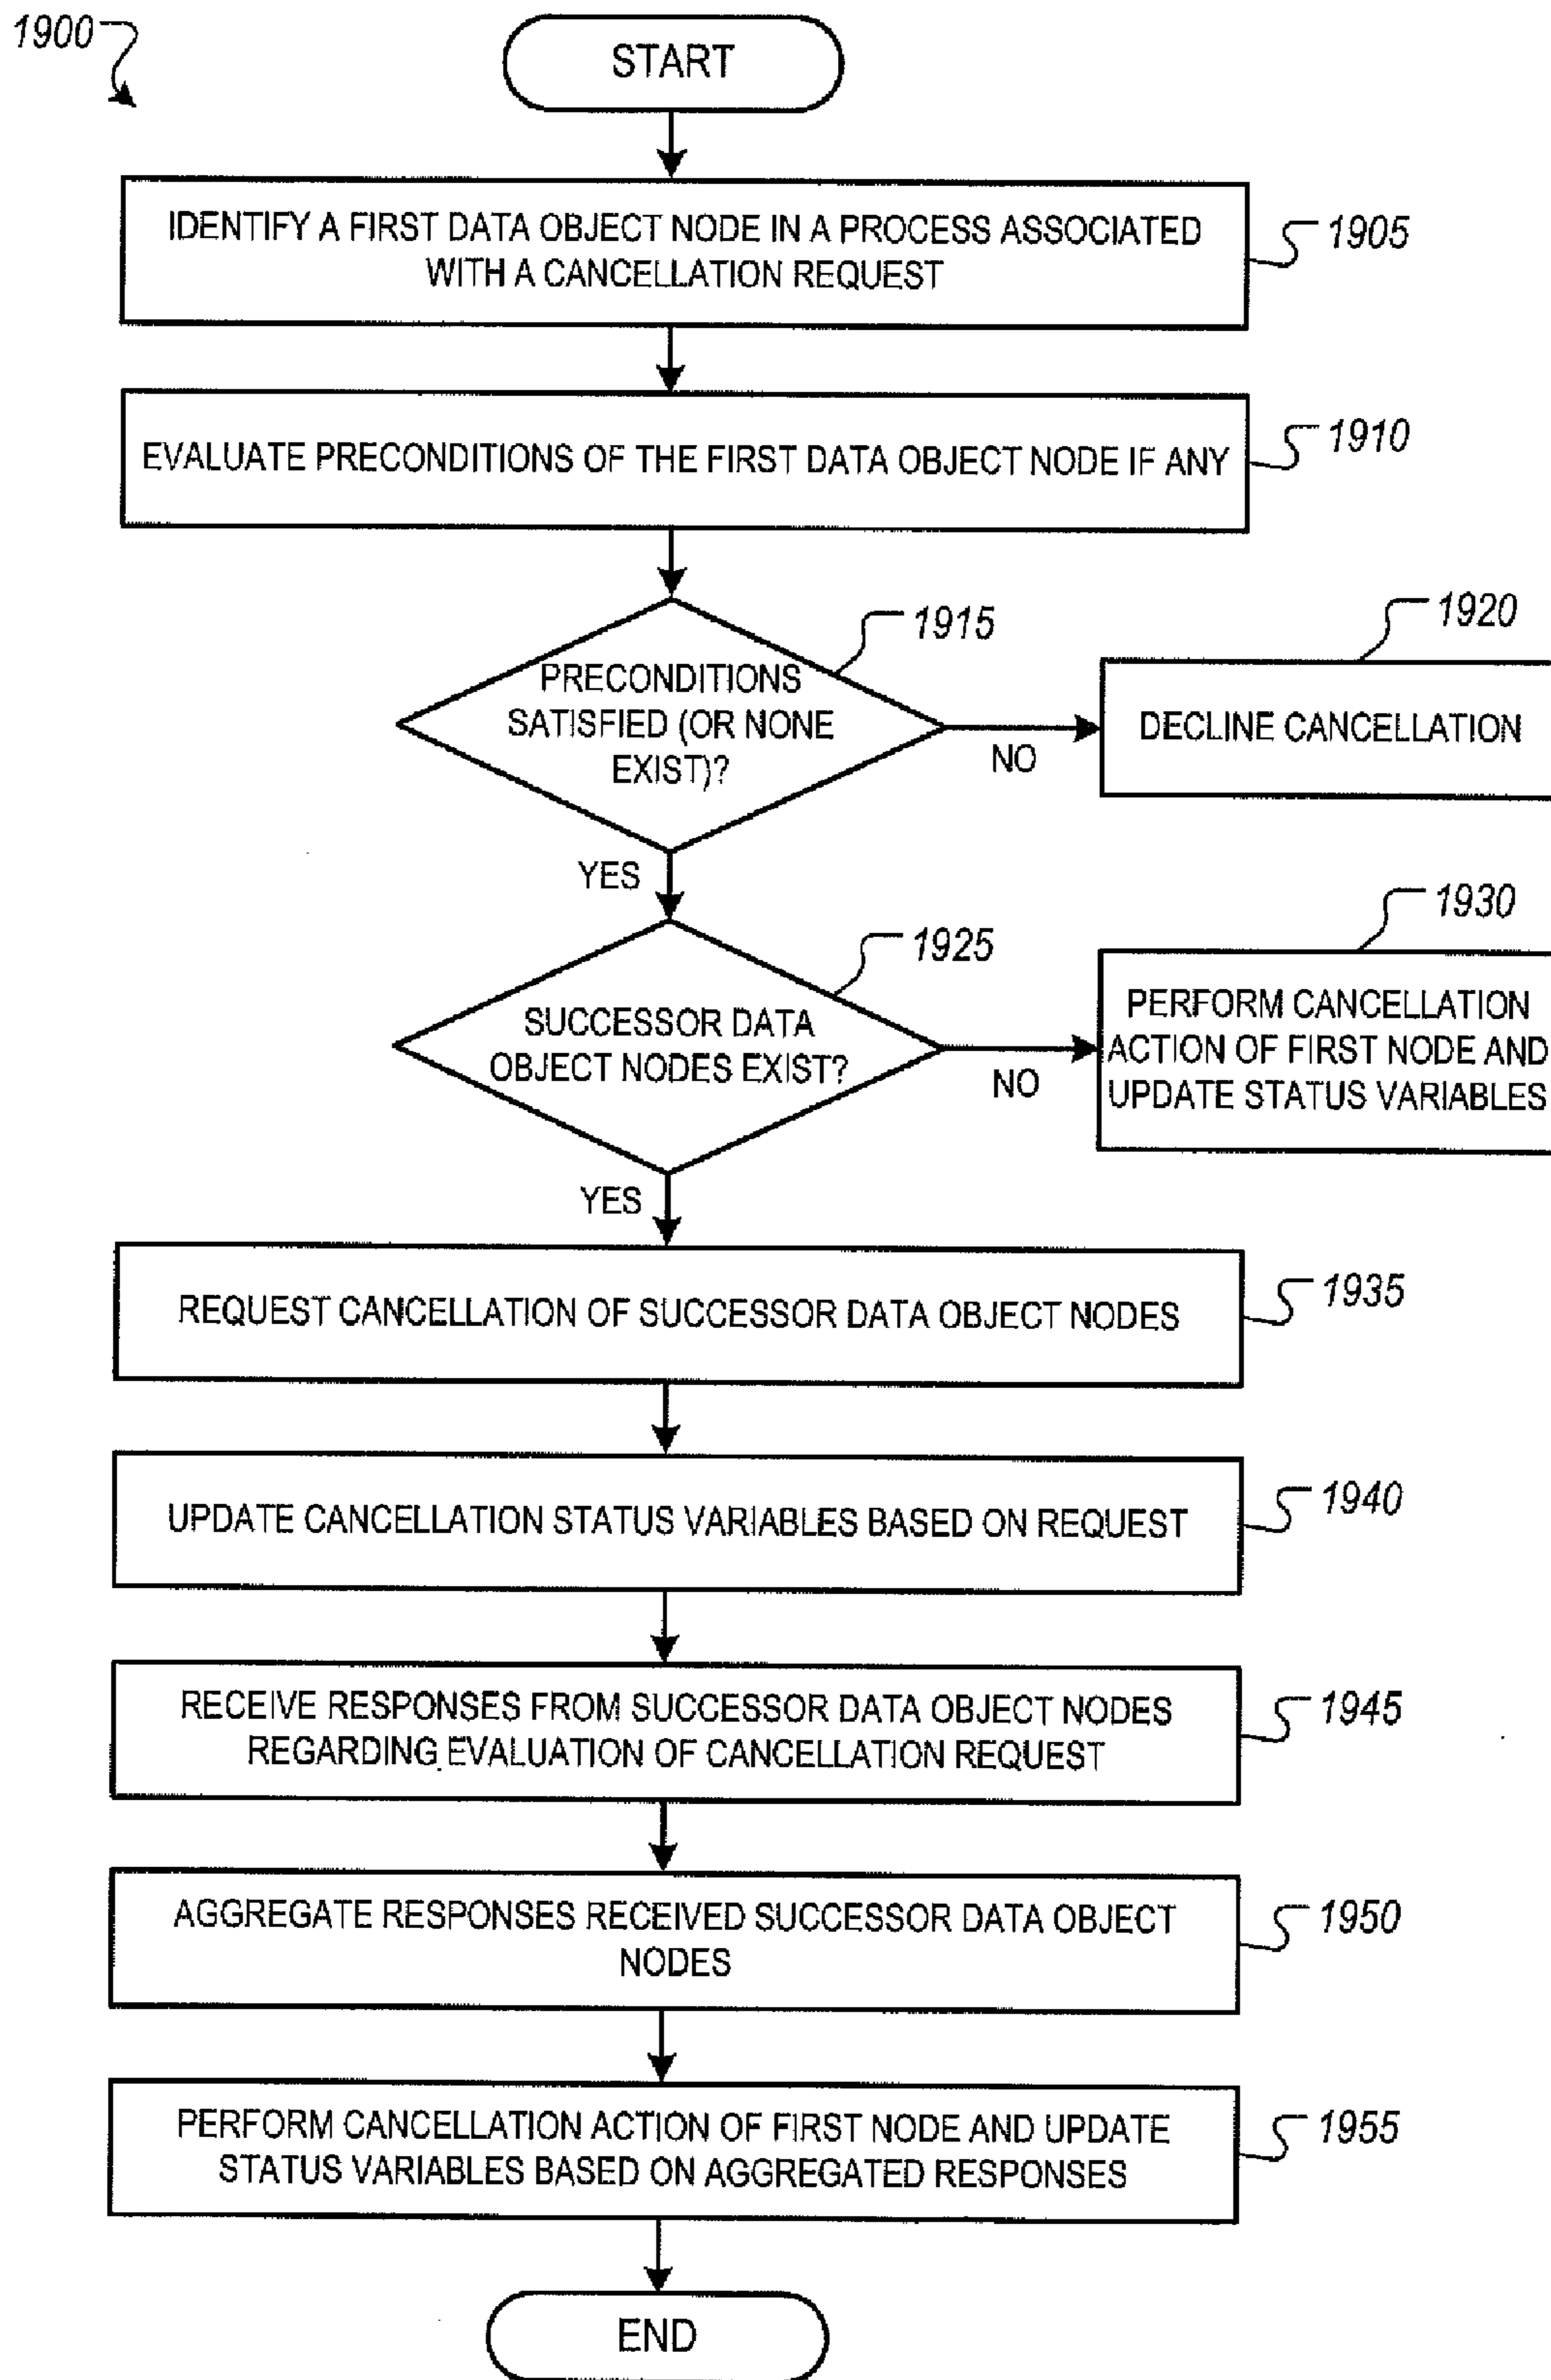 1900
START
IDENTIFY A FIRST DATA OBJECT NODE IN A PROCESS ASSOCIATED
WITH A CANCELLATION REQUEST
1905
EVALUATE PRECONDITIONS OF THE FIRST DATA OBJECT NODE IF ANY
1910
PRECONDITIONS
SATISFIED (OR NONE
EXIST)?
1915
NO
1920
DECLINE CANCELLATION
YES
SUCCESSOR DATA
OBJECT NODES EXIST?
1925
NO
1930
PERFORM CANCELLATION
ACTION OF FIRST NODE AND
UPDATE STATUS VARIABLES
YES
REQUEST CANCELLATION OF SUCCESSOR DATA OBJECT NODES
1935
UPDATE CANCELLATION STATUS VARIABLES BASED ON REQUEST
1940
RECEIVE RESPONSES FROM SUCCESSOR DATA OBJECT NODES
REGARDING EVALUATION OF CANCELLATION REQUEST
1945
AGGREGATE RESPONSES RECEIVED SUCCESSOR DATA OBJECT
NODES
1950
PERFORM CANCELLATION ACTION OF FIRST NODE AND UPDATE
STATUS VARIABLES BASED ON AGGREGATED RESPONSES
1955
END